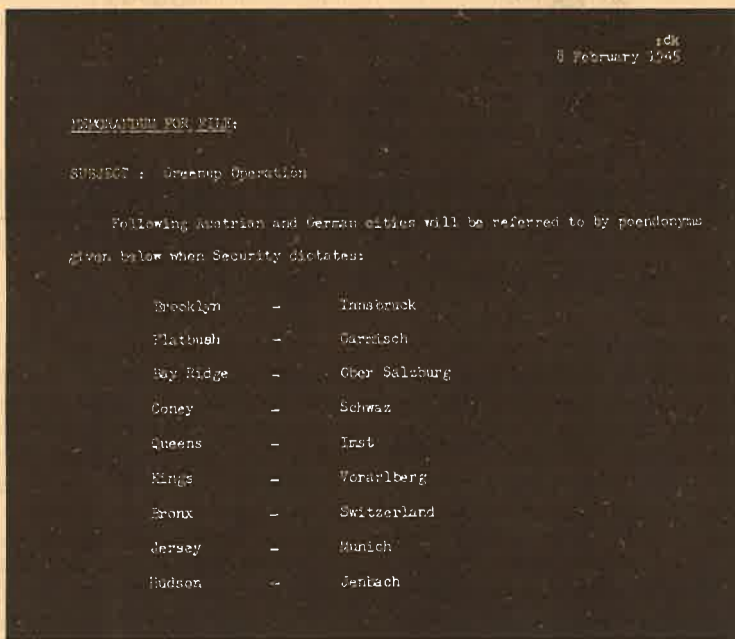 :dk
8 February 1945
MEMORANDUM FOR FILE:
SUBJECT : Greenup Operation
Following Austrian and German cities will be referred to by psendonyms
given below when Security dictates:
Brooklyn - Innsbruck
Flatbush - Garmisch
Bay Ridge - Ober Salzburg
Coney - Schwaz
Queens - Imst
Kings - Vorarlberg
Bronx - Switzerland
Jersey - Munich
Hudson - Jenbach